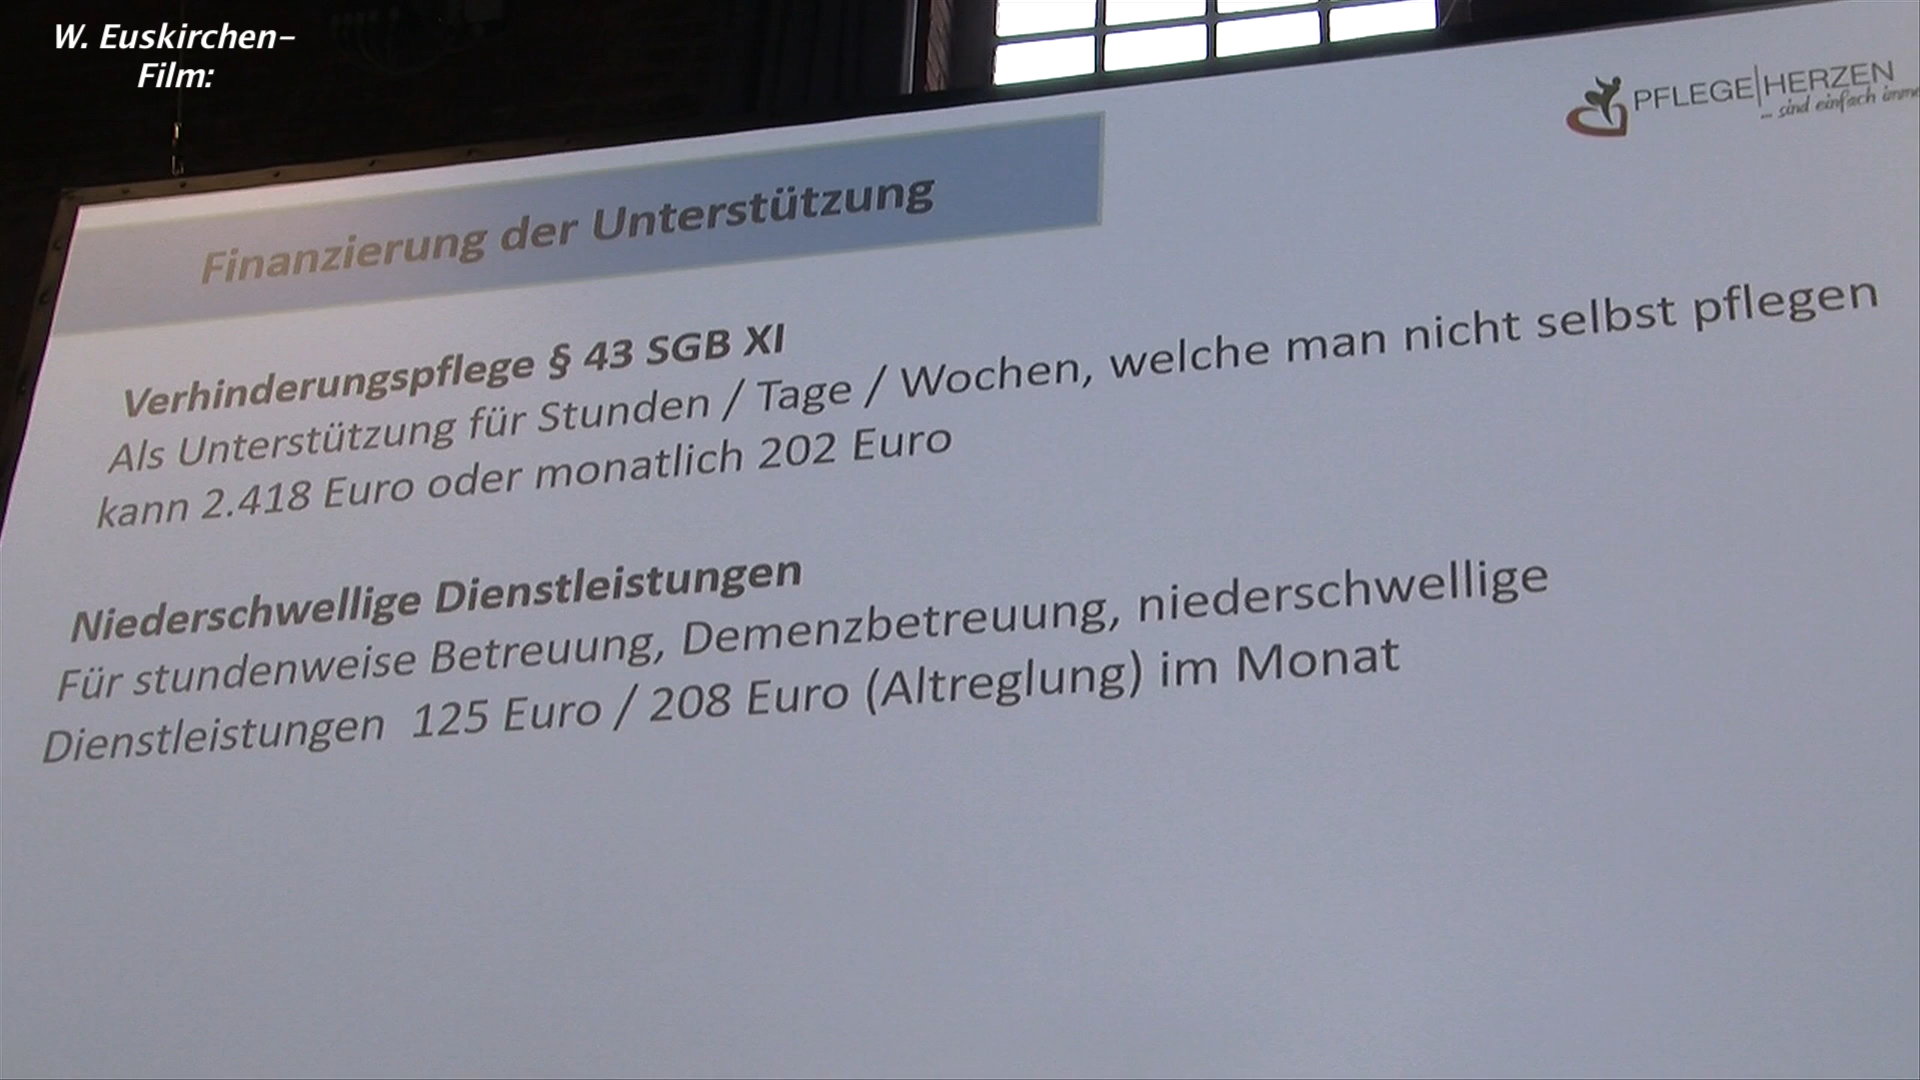 W. Euskirchen-
Film:
PFLEGE|HERZEN
... sind einfach
Finanzierung der Unterstützung
Verhinderungspflege § 43 SGB XI
Als Unterstützung für Stunden / Tage / Wochen, welche man nicht selbst pflegen
kann 2.418 Euro oder monatlich 202 Euro
Niederschwellige Dienstleistungen
Für stundenweise Betreuung, Demenzbetreuung, niederschwellige
Dienstleistungen 125 Euro / 208 Euro (Altreglung) im Monat